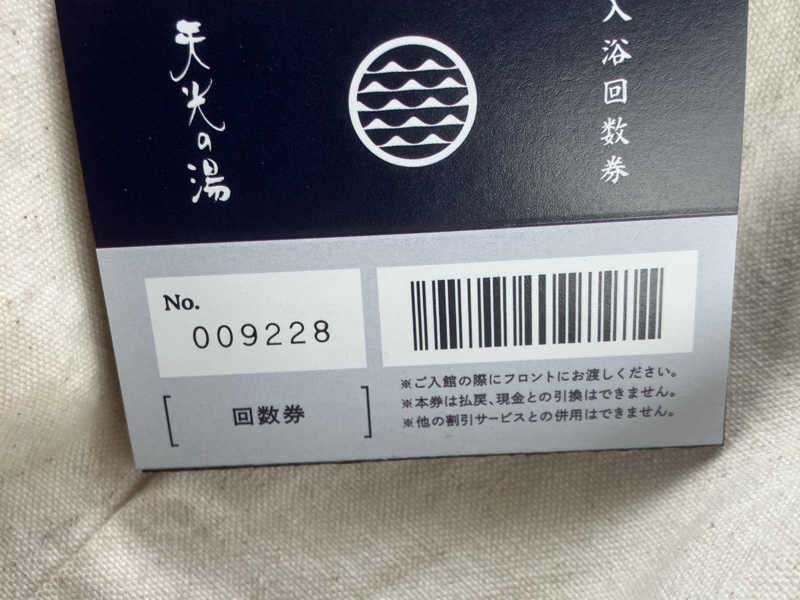 入浴回数券
天光の湯
No.
009228
回数券
※ご入館の際にフロントにお渡しください。
※本券は払戻、現金との引換はできません。
※他の割引サービスとの併用はできません。